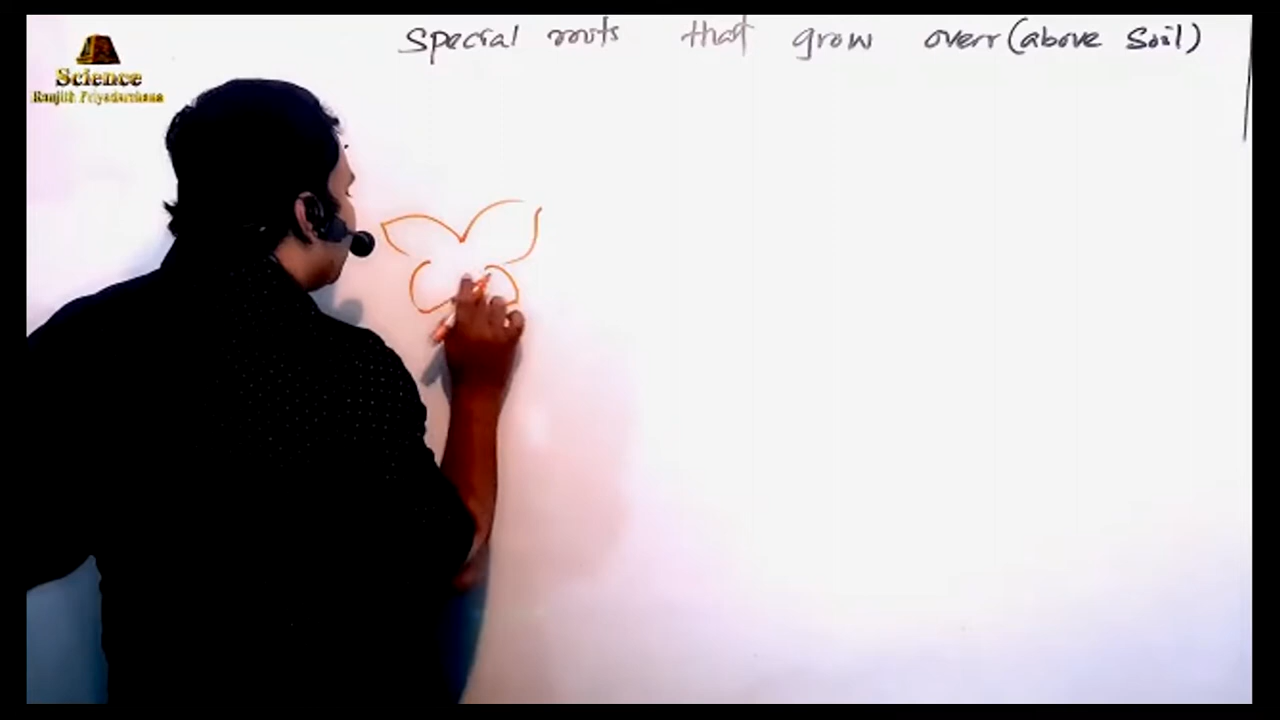 Special roots that grow overr (above Soil)
Science
Ranjith Priyadarshana